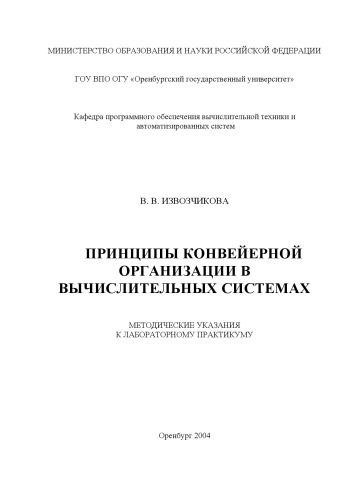 МИНИСТЕРСТВО ОБРАЗОВАНИЯ И НАУКИ РОССИЙСКОЙ ФЕДЕРАЦИИ
ГОУ ВПО ОГУ «Оренбургский государственный университет»
Кафедра программного обеспечения вычислительной техники и
автоматизированных систем
В. В. ИЗВОЗЧИКОВА
ПРИНЦИПЫ КОНВЕЙЕРНОЙ
ОРГАНИЗАЦИИ В
ВЫЧИСЛИТЕЛЬНЫХ СИСТЕМАХ
МЕТОДИЧЕСКИЕ УКАЗАНИЯ
К ЛАБОРАТОРНОМУ ПРАКТИКУМУ
Оренбург 2004